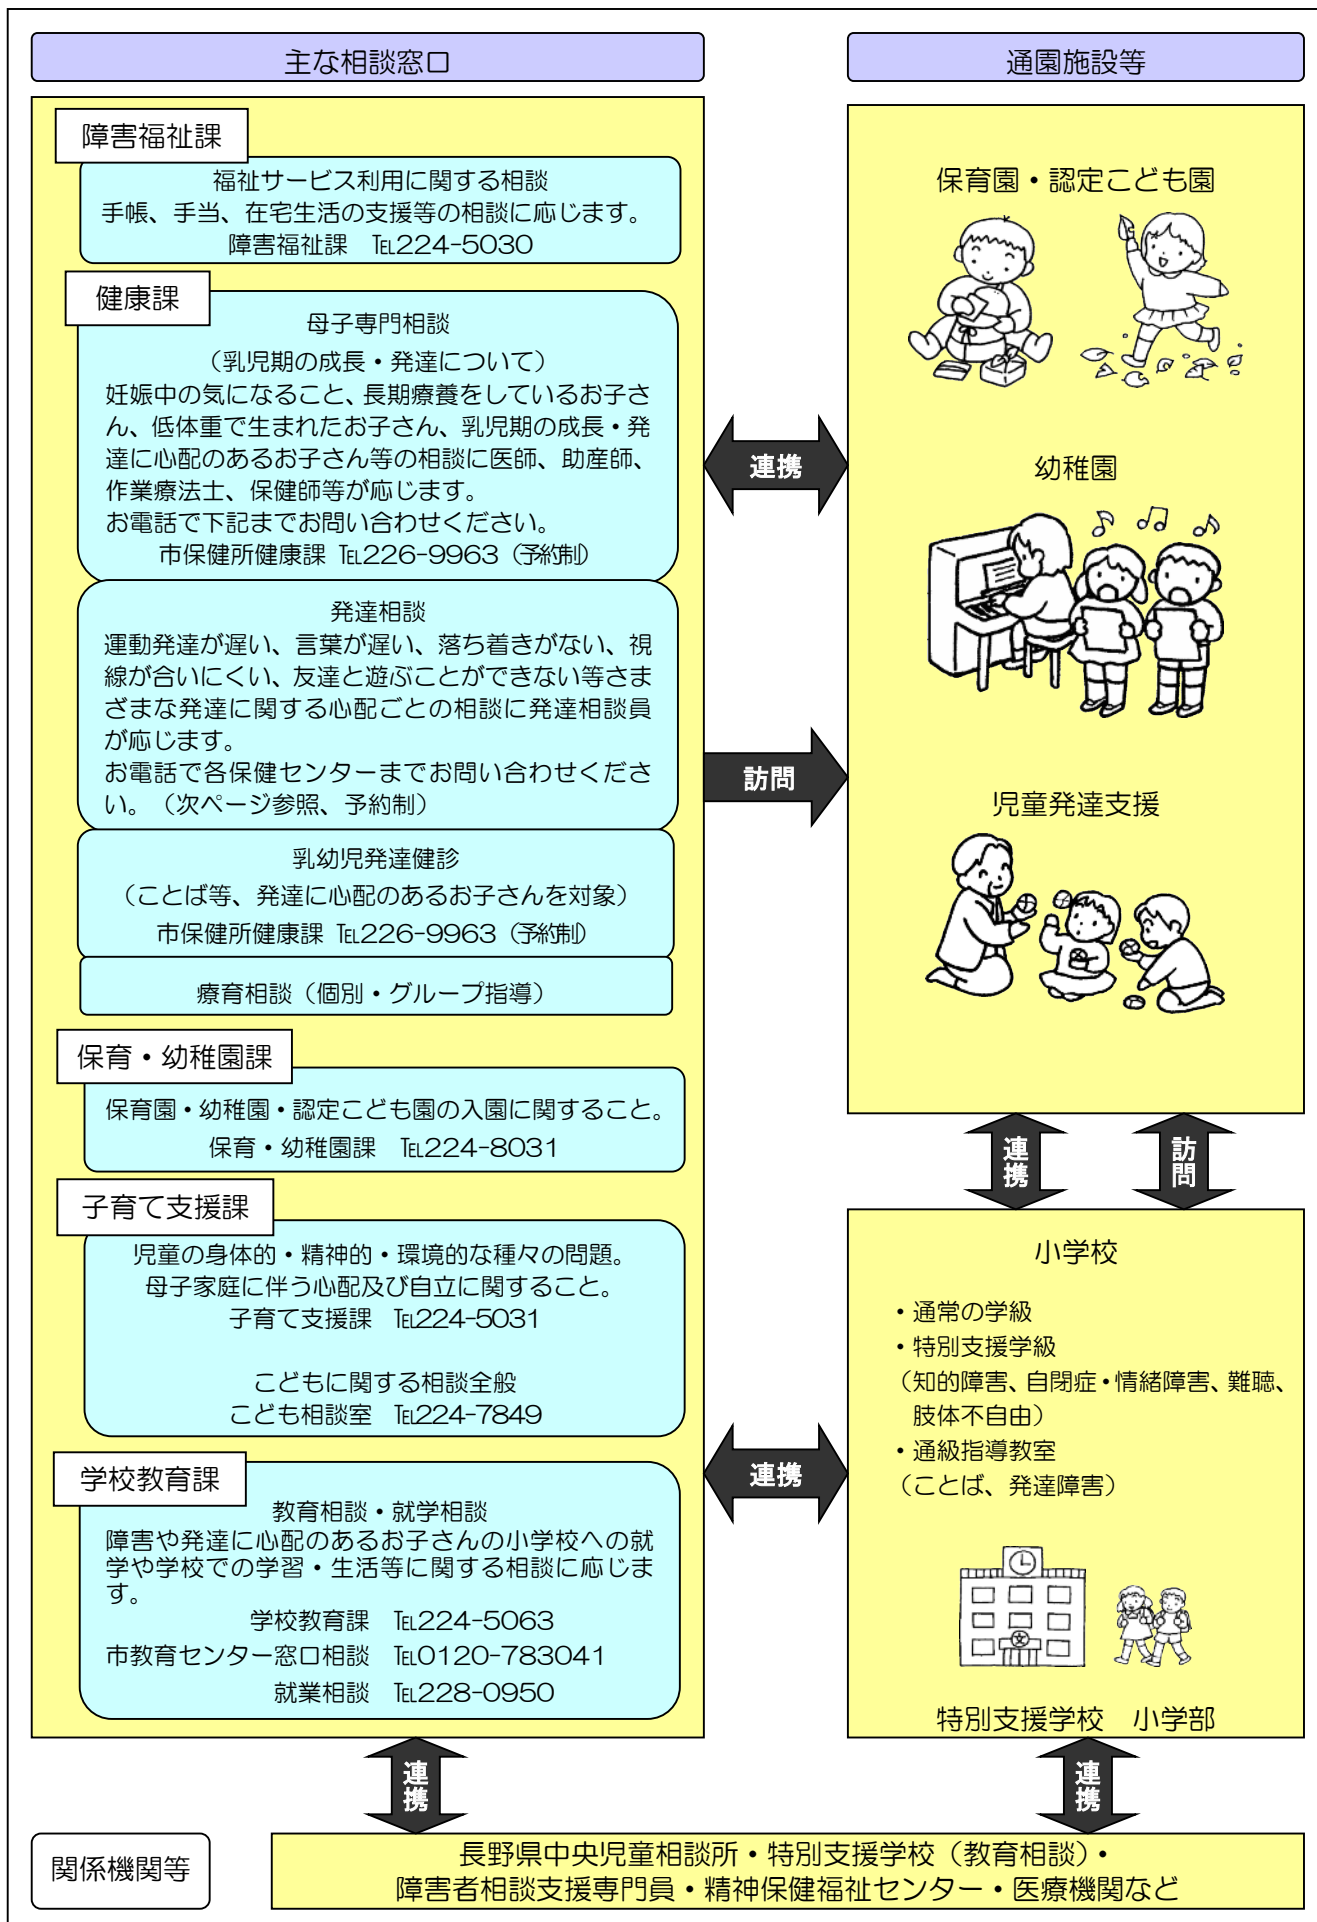 主な相談窓口
障害福祉課
福祉サービス利用に関する相談
手帳、手当、在宅生活の支援等の相談に応じます。
障害福祉課　℡224-5030
健康課
母子専門相談
（乳児期の成長・発達について）
妊娠中の気になること、長期療養をしているお子さ
ん、低体重で生まれたお子さん、乳児期の成長・発
達に心配のあるお子さん等の相談に医師、助産師、
作業療法士、保健師等が応じます。
お電話で下記までお問い合わせください。
市保健所健康課 ℡226-9963（予約制）
発達相談
運動発達が遅い、言葉が遅い、落ち着きがない、視
線が合いにくい、友達と遊ぶことができない等さま
ざまな発達に関する心配ごとの相談に発達相談員
が応じます。
お電話で各保健センターまでお問い合わせくださ
い。（次ページ参照、予約制）
乳幼児発達健診
（ことば等、発達に心配のあるお子さんを対象）
市保健所健康課 ℡226-9963（予約制）
療育相談（個別・グループ指導）
保育・幼稚園課
保育園・幼稚園・認定こども園の入園に関すること。
保育・幼稚園課　℡224-8031
子育て支援課
児童の身体的・精神的・環境的な種々の問題。
母子家庭に伴う心配及び自立に関すること。
子育て支援課　℡224-5031
こどもに関する相談全般
こども相談室　℡224-7849
学校教育課
教育相談・就学相談
障害や発達に心配のあるお子さんの小学校への就
学や学校での学習・生活等に関する相談に応じま
す。
学校教育課　℡224-5063
市教育センター窓口相談　℡0120-783041
就業相談　℡228-0950
連携
訪問
連携
通園施設等
保育園・認定こども園
幼稚園
児童発達支援
連携
訪問
小学校
・通常の学級
・特別支援学級
（知的障害、自閉症・情緒障害、難聴、
肢体不自由）
・通級指導教室
（ことば、発達障害）
特別支援学校　小学部
連携
連携
関係機関等
長野県中央児童相談所・特別支援学校（教育相談）・
障害者相談支援専門員・精神保健福祉センター・医療機関など